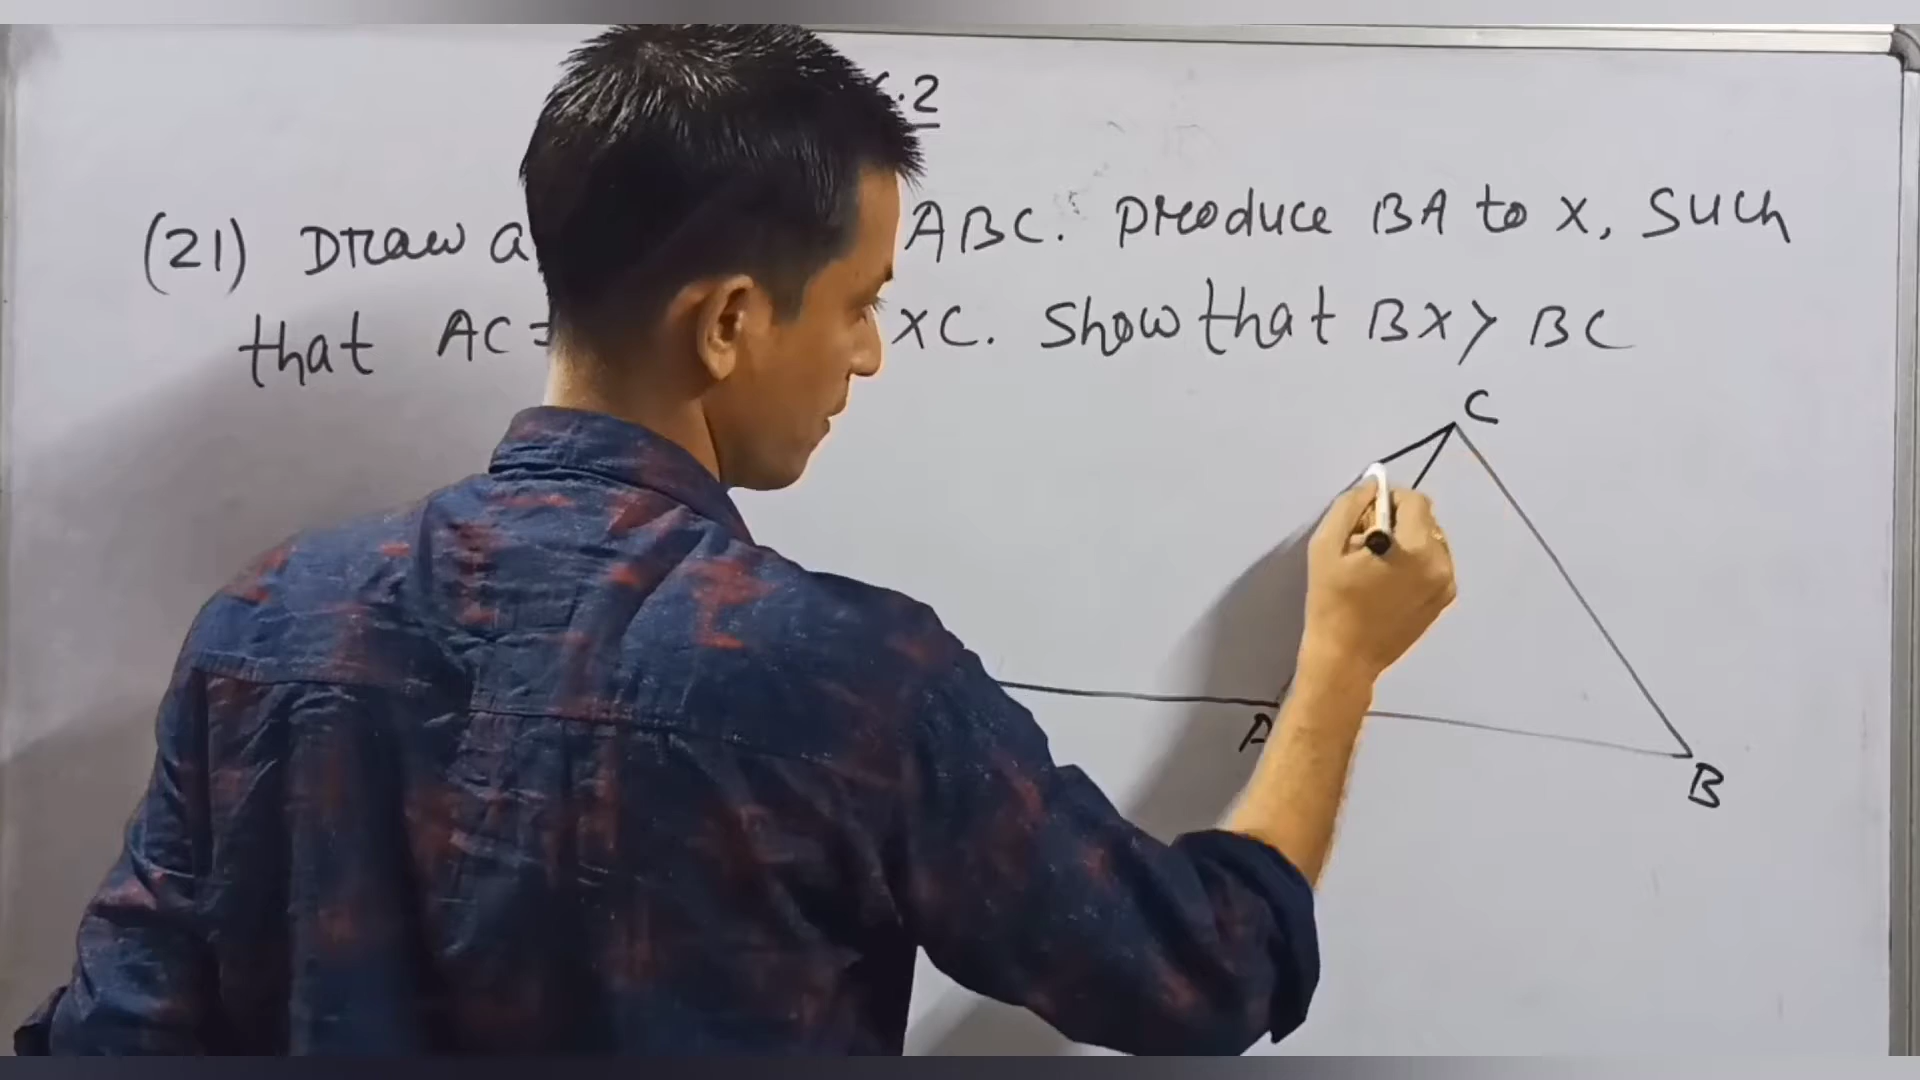 .2
(21) Draw a ABC. produce BA to X, Such
that AC= XC. Show that BX> BC
C
A
B